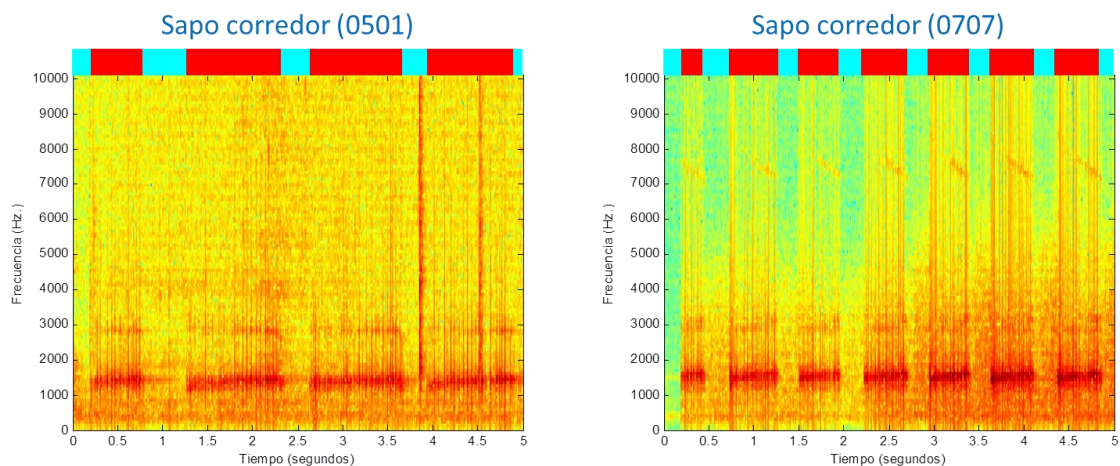 Sapo corredor (0501)
10000
9000
8000
7000
6000
5000
4000
3000
2000
1000
0
Frecuencia (Hz.)
0 0.5 1 1.5 2 2.5 3 3.5 4 4.5 5
Tiempo (segundos)
Sapo corredor (0707)
10000
9000
8000
7000
6000
5000
4000
3000
2000
1000
0
Frecuencia (Hz.)
0 0.5 1 1.5 2 2.5 3 3.5 4 4.5 5
Tiempo (segundos)